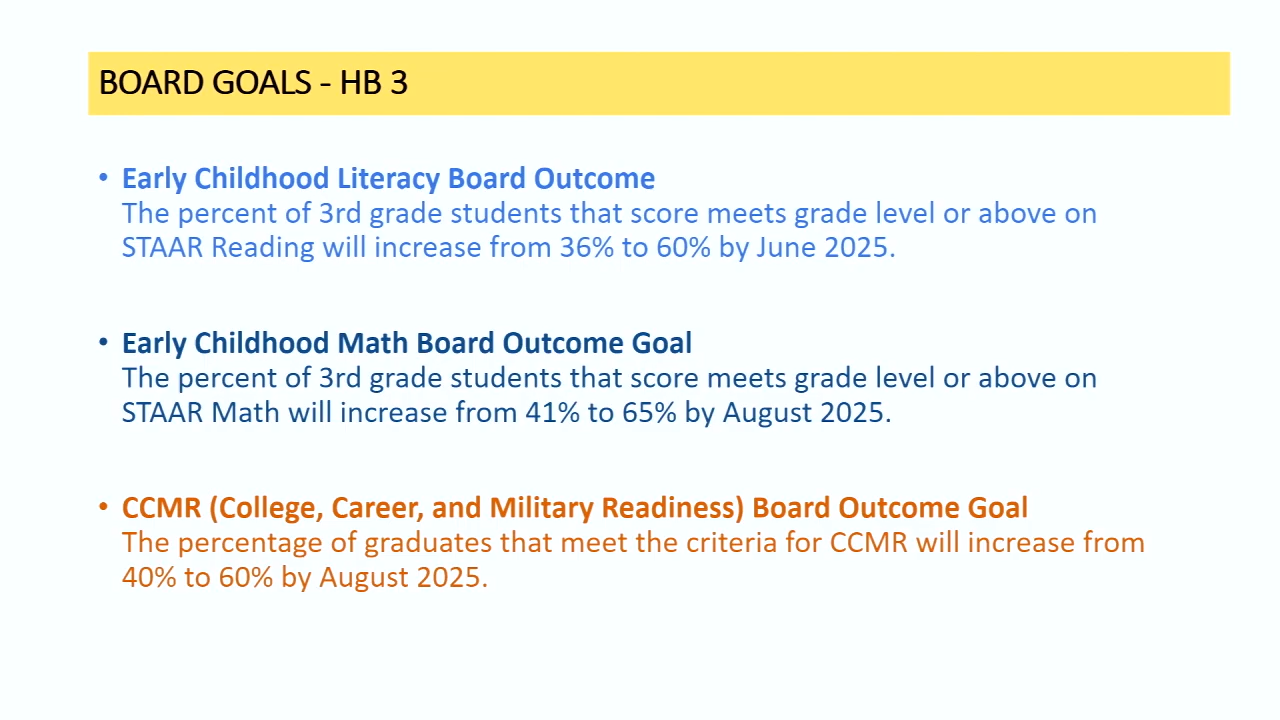 BOARD GOALS - HB 3
• Early Childhood Literacy Board Outcome
The percent of 3rd grade students that score meets grade level or above on
STAAR Reading will increase from 36% to 60% by June 2025.
• Early Childhood Math Board Outcome Goal
The percent of 3rd grade students that score meets grade level or above on
STAAR Math will increase from 41% to 65% by August 2025.
• CCMR (College, Career, and Military Readiness) Board Outcome Goal
The percentage of graduates that meet the criteria for CCMR will increase from
40% to 60% by August 2025.